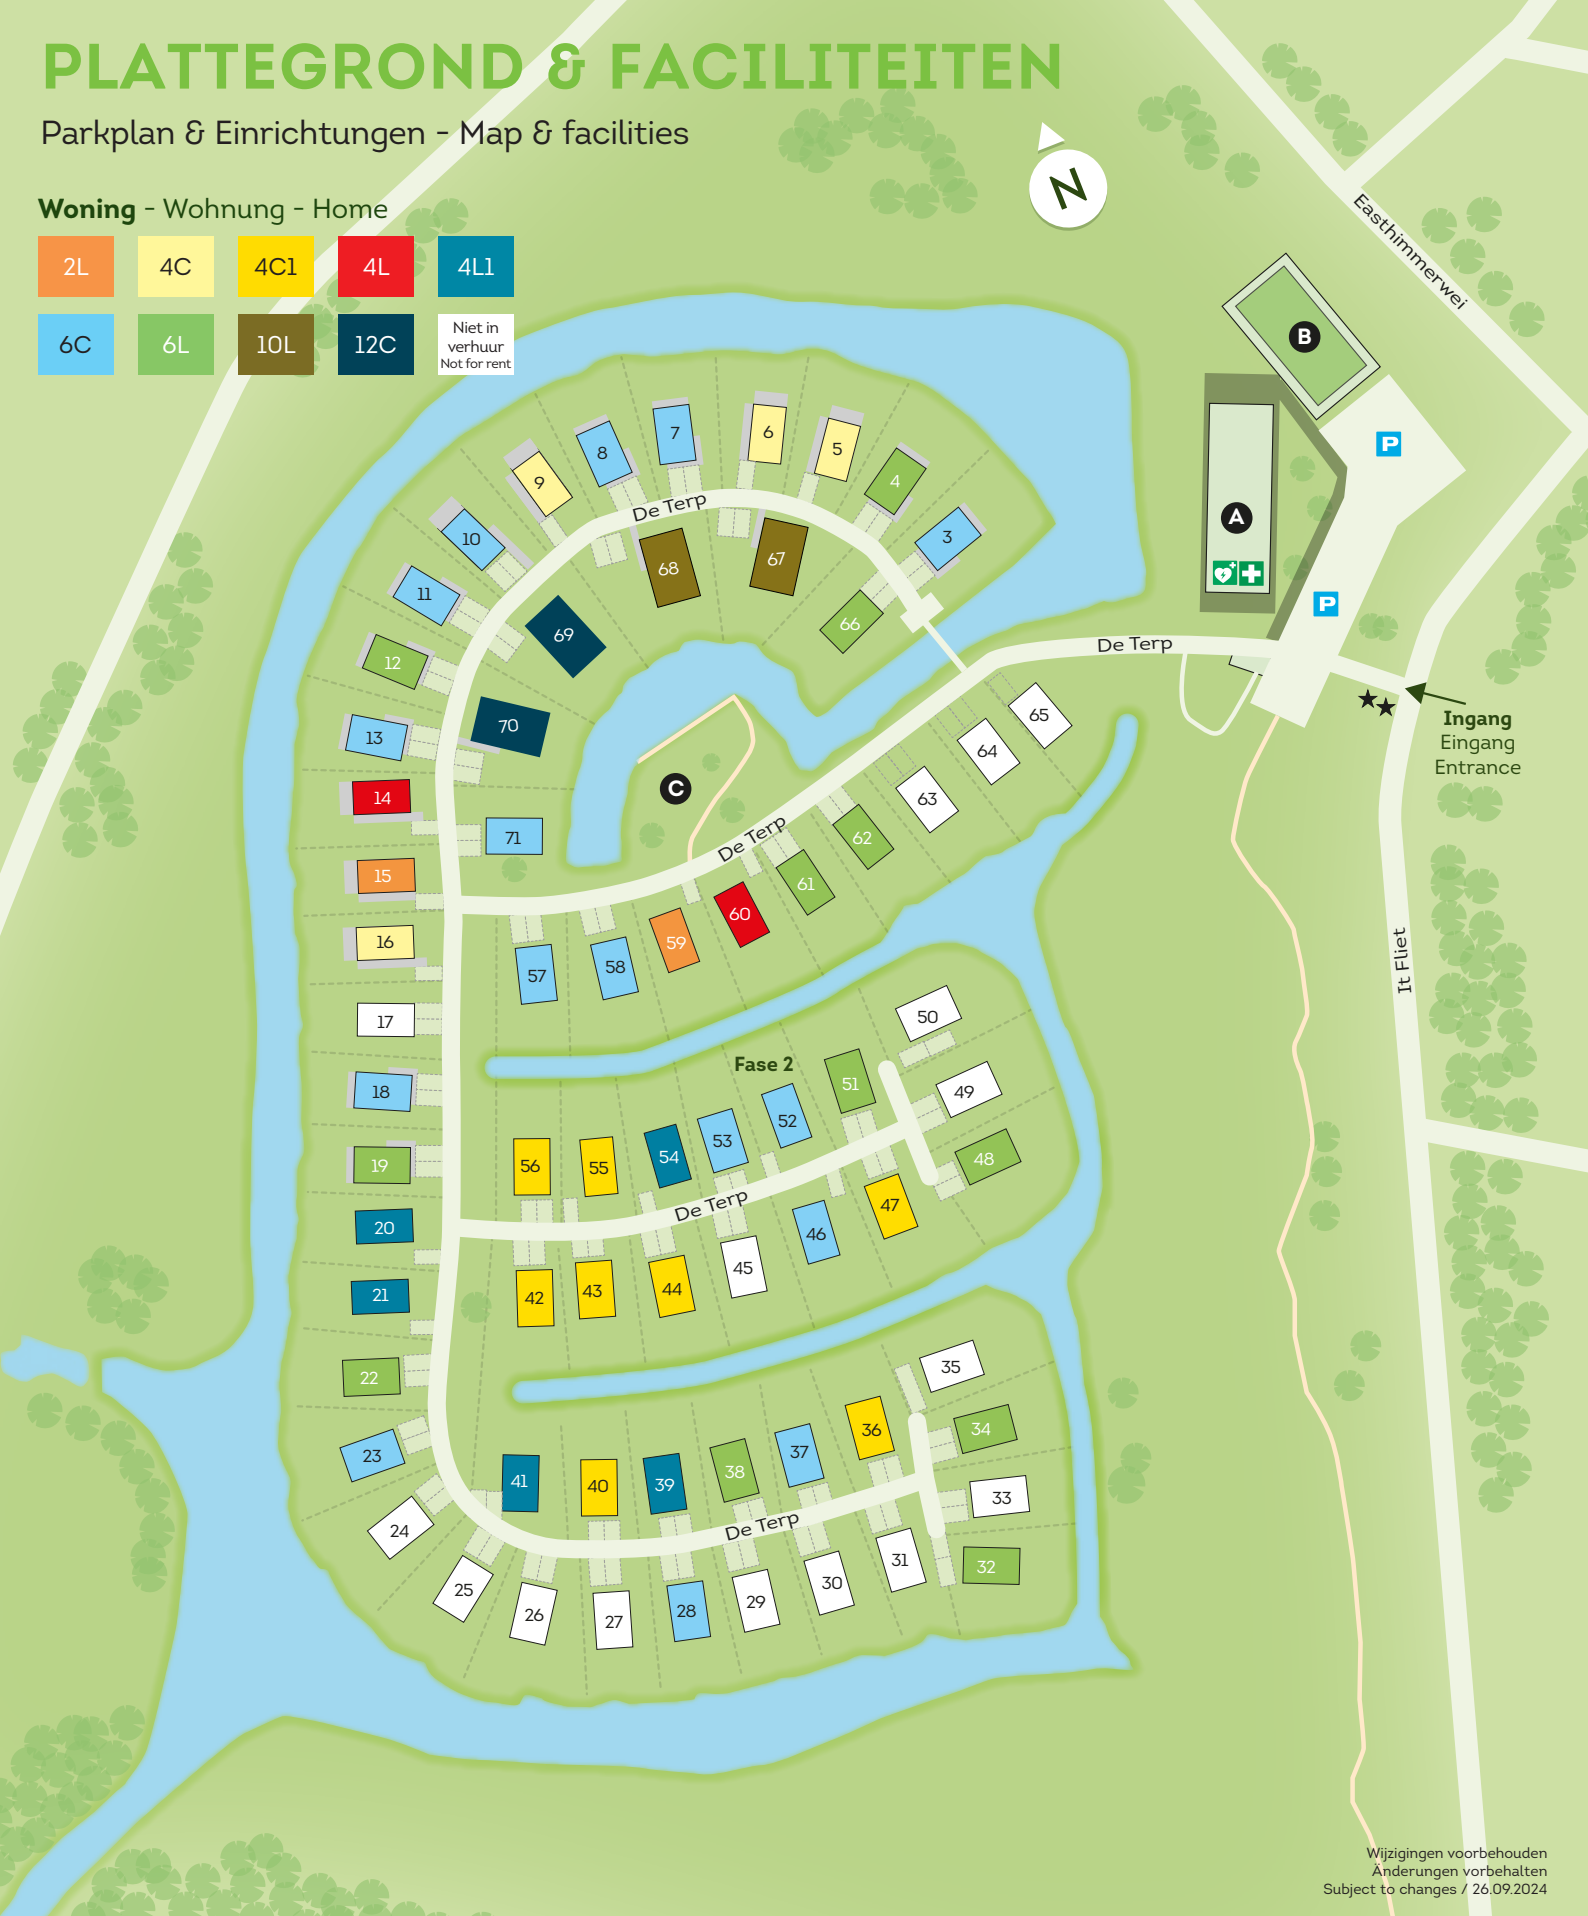 PLATTEGROND & FACILITEITEN
Parkplan & Einrichtungen - Map & facilities
N
Woning - Wohnung - Home
2L
4C
4C1
4L
4L1
6C
6L
10L
12C
Niet in
verhuur
Not for rent
Easthimmerwei
B
P
A
P
De Terp
Ingang
Eingang
Entrance
It Fliet
De Terp
3
4
5
6
7
8
9
10
11
12
13
14
15
16
17
18
19
20
21
22
23
24
25
26
27
28
29
30
31
32
33
34
35
36
37
38
39
40
41
De Terp
42
43
44
45
46
47
48
49
50
51
52
53
54
55
56
De Terp
Fase 2
57
58
59
60
61
62
63
64
65
De Terp
C
66
67
68
69
70
71
Wijzigingen voorbehouden
Änderungen vorbehalten
Subject to changes / 26.09.2024